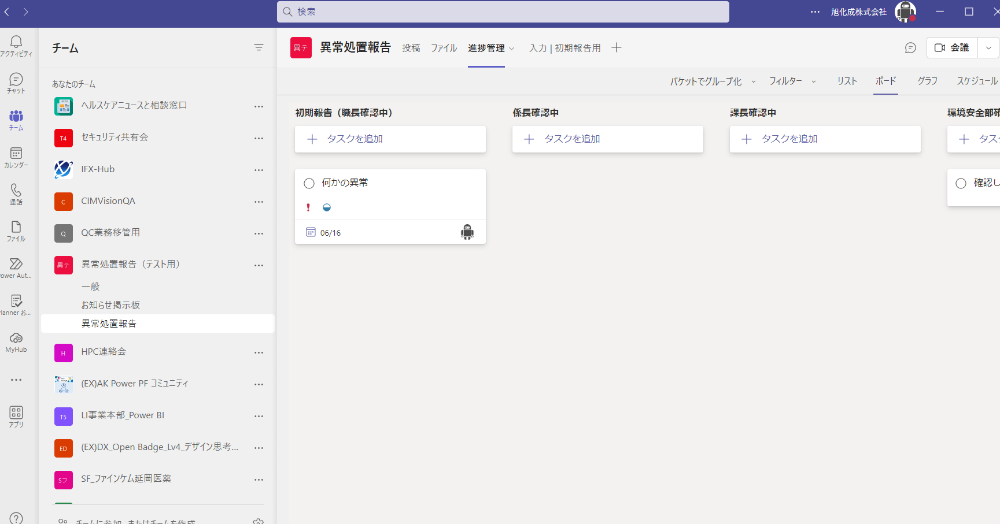 検索
旭化成株式会社
アクティビティ
チャット
チーム
カレンダー
通話
ファイル
ower Aut...
lanner お...
MyHub
アプリ
チーム
あなたのチーム
ヘルスケアニュースと相談窓口
T4
セキュリティ共有会
IFX-Hub
C
CIMVisionQA
Q
QC業務移管用
異テ
異常処置報告（テスト用）
一般
お知らせ掲示板
異常処置報告
H
HPC連絡会
(EX)AK Power PF コミュニティ
T5
LI事業本部_Power BI
ED
(EX)DX_Open Badge_Lv4_デザイン思考...
Sフ
SF_ファインケム延岡医薬
チームに参加、またはチームを作成
異テ
異常処置報告
投稿
ファイル
進捗管理
入力 | 初期報告用
会議
バケットでグループ化
フィルター
リスト
ボード
グラフ
スケジュール
初期報告（職長確認中）
タスクを追加
何かの異常
06/16
係長確認中
タスクを追加
課長確認中
タスクを追加
環境安全部確
タス
確認し